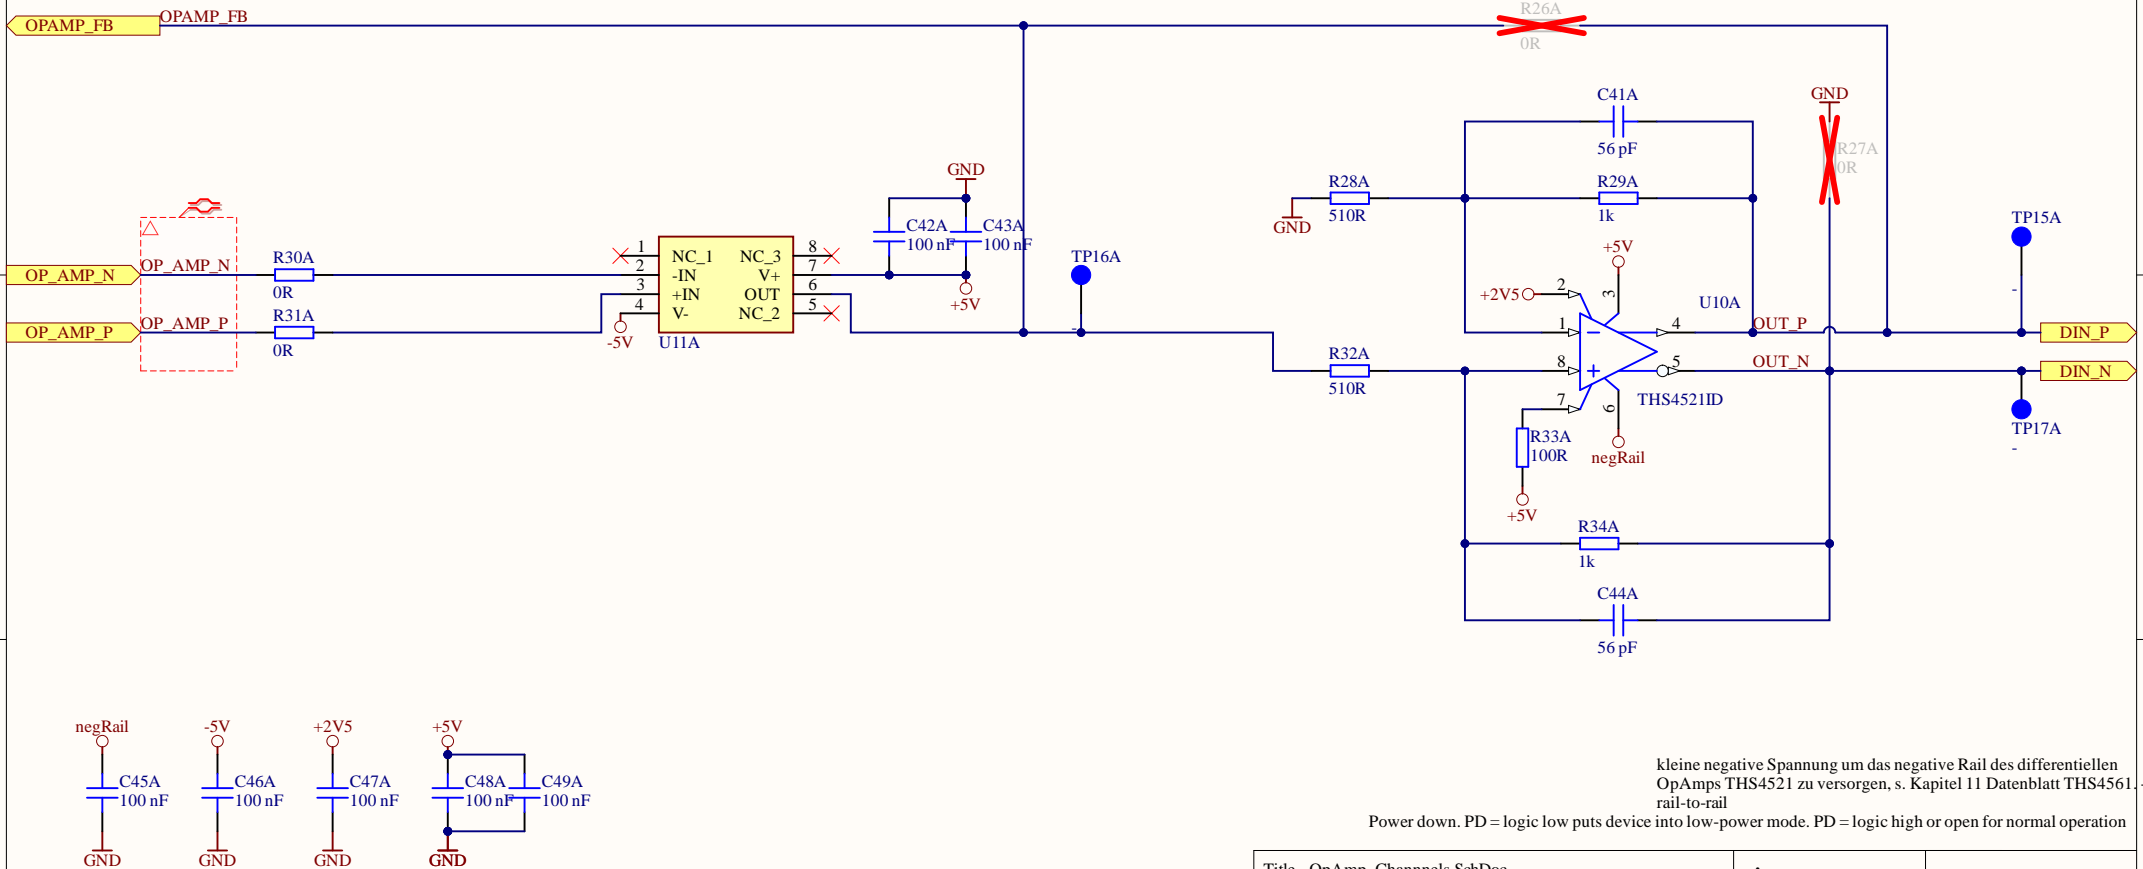 OPAMP_FB
OPAMP_FB
R26A
0R
C41A
56 pF
GND
R27A
0R
R28A
510R
GND
R29A
1k
TP15A
-
GND
C42A
100 nF
C43A
100 nF
+5V
TP16A
-
OP_AMP_N
OP_AMP_N
R30A
0R
OP_AMP_P
OP_AMP_P
R31A
0R
1 NC_1 NC_3 8
2 -IN V+ 7
3 +IN OUT 6
4 V- NC_2 5
-5V
U11A
+5V
3
+2V5
2
U10A
1
4
OUT_P
DIN_P
R32A
510R
8
5
OUT_N
DIN_N
7
6
THS4521ID
TP17A
-
R33A
100R
negRail
+5V
R34A
1k
C44A
56 pF
negRail
C45A
100 nF
GND
-5V
C46A
100 nF
GND
+2V5
C47A
100 nF
GND
+5V
C48A
100 nF
C49A
100 nF
GND
kleine negative Spannung um das negative Rail des differentiellen
OpAmps THS4521 zu versorgen, s. Kapitel 11 Datenblatt THS4561. -
rail-to-rail
Power down. PD = logic low puts device into low-power mode. PD = logic high or open for normal operation
Title OpAmp_Channels.SchDoc